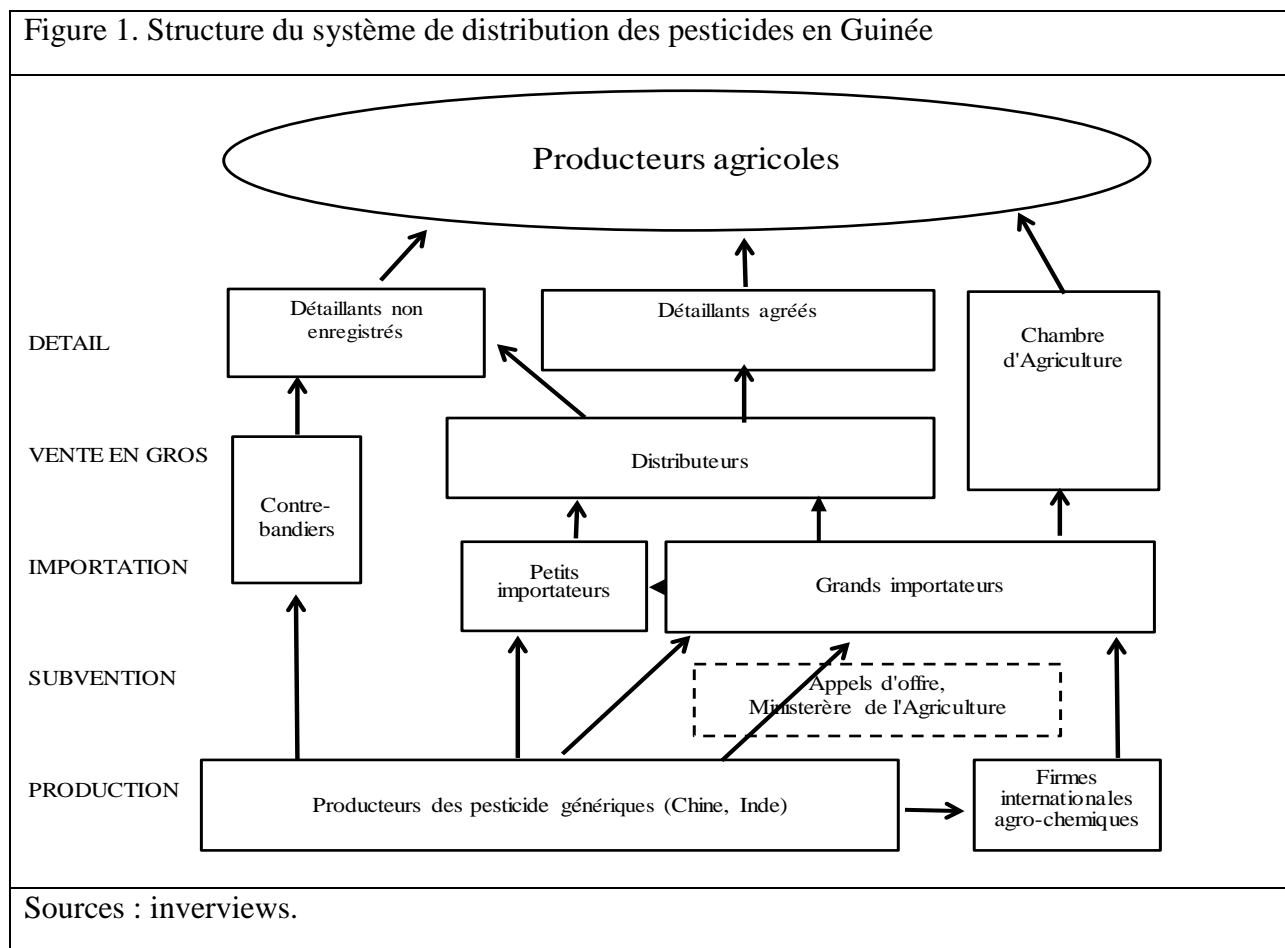 Figure 1. Structure du système de distribution des pesticides en Guinée
Producteurs agricoles
Détaillants non
enregistrés
Détaillants agréés
Chambre
d'Agriculture
DETAIL
VENTE EN GROS
Distributeurs
Contre-
bandiers
IMPORTATION
Petits
importateurs
Grands importateurs
SUBVENTION
Appels d'offre,
Ministerère de l'Agriculture
PRODUCTION
Producteurs des pesticide génériques (Chine, Inde)
Firmes
internationales
agro-chemiques
Sources : inverviews.